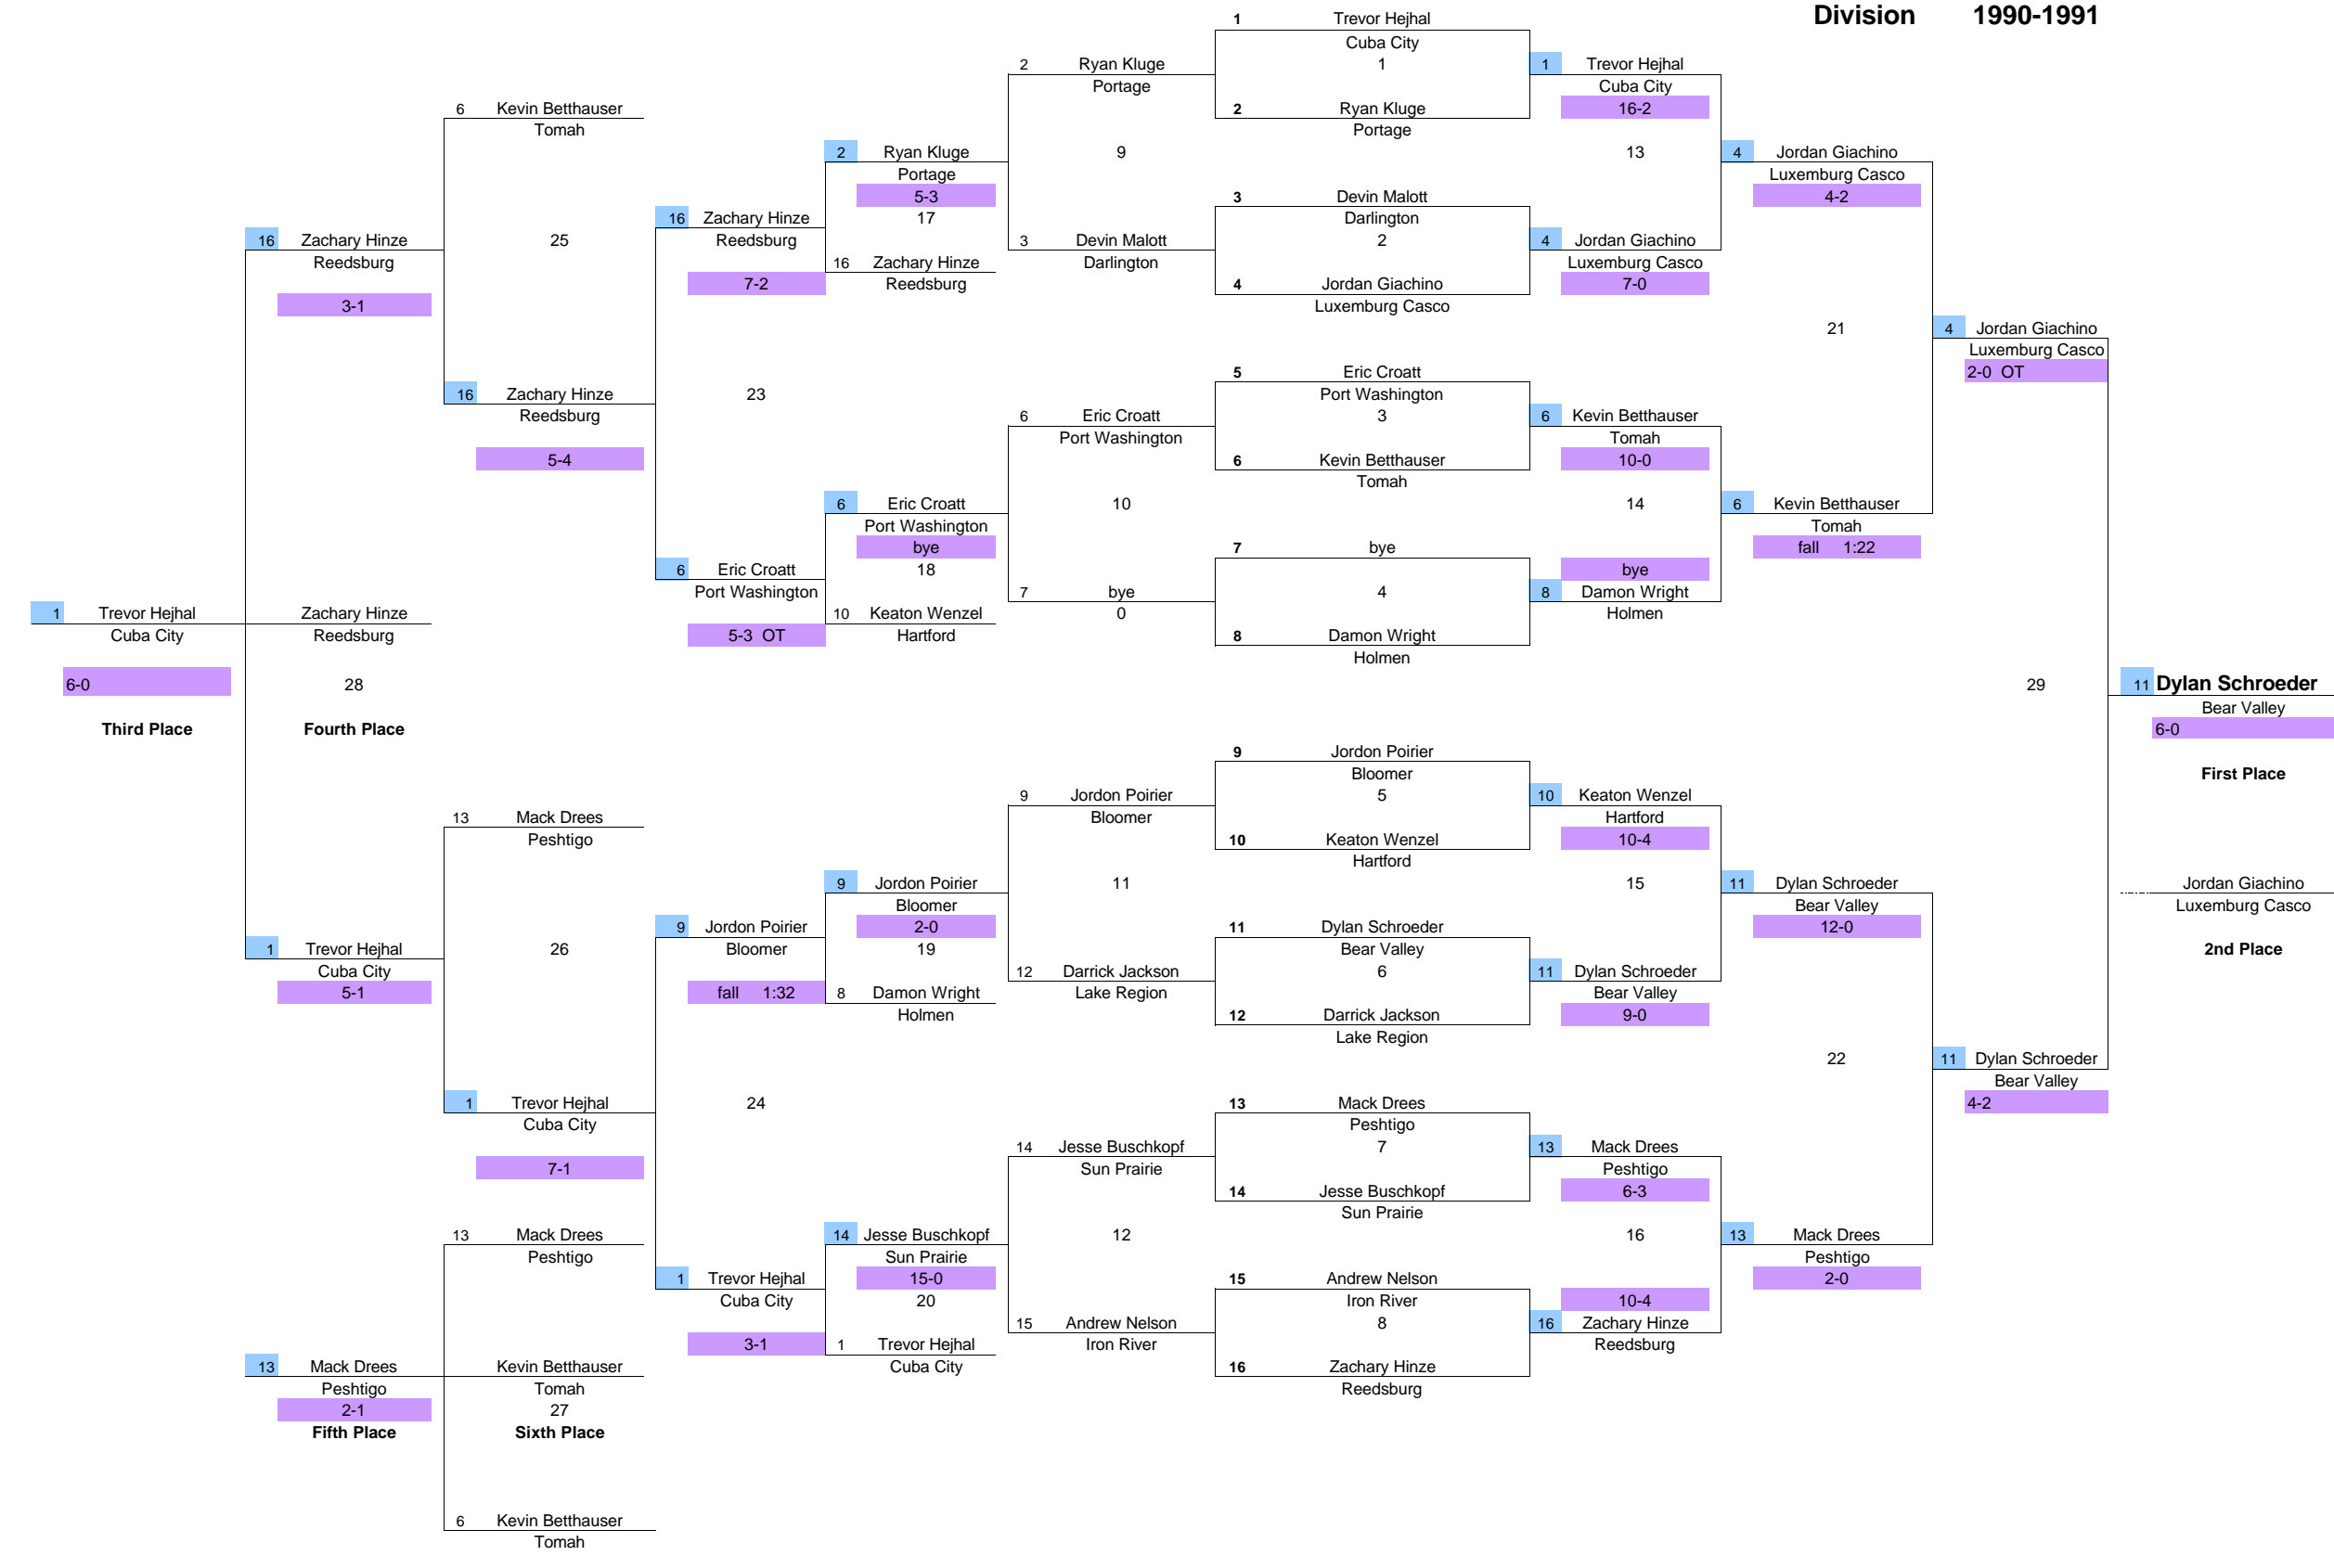 Division 1990-1991
1 Trevor Hejhal
Cuba City
2 Ryan Kluge 1 1 Trevor Hejhal
Portage Cuba City
6 Kevin Betthauser 2 Ryan Kluge 16-2
Tomah Portage
2 Ryan Kluge 9 13 4 Jordan Giachino
Portage Luxemburg Casco
5-3 3 Devin Malott 4-2
16 Zachary Hinze 17 Darlington
16 Zachary Hinze 25 Reedsburg 3 Devin Malott 2 4 Jordan Giachino
Reedsburg 16 Zachary Hinze Darlington Luxemburg Casco
7-2 Reedsburg 4 Jordan Giachino 7-0
3-1 Luxemburg Casco
21 4 Jordan Giachino
Luxemburg Casco
5 Eric Croatt 2-0 OT
16 Zachary Hinze 23 Port Washington
Reedsburg 6 Eric Croatt 3 6 Kevin Betthauser
Port Washington Tomah
5-4 6 Kevin Betthauser 10-0
Tomah
6 Eric Croatt 10 14 6 Kevin Betthauser
Port Washington Tomah
bye 7 bye fall 1:22
6 Eric Croatt 18 bye
Port Washington 7 bye 4 8 Damon Wright
1 Trevor Hejhal Zachary Hinze 10 Keaton Wenzel 0 Holmen
Cuba City Reedsburg 5-3 OT Hartford 8 Damon Wright
Holmen
6-0 28 29 11 Dylan Schroeder
Bear Valley
Third Place Fourth Place 6-0
9 Jordon Poirier
Bloomer First Place
9 Jordon Poirier 5 10 Keaton Wenzel
13 Mack Drees Bloomer Hartford
Peshtigo 10 Keaton Wenzel 10-4
Hartford
9 Jordon Poirier 11 15 11 Dylan Schroeder Jordan Giachino
Bloomer Bear Valley Luxemburg Casco
9 Jordon Poirier 2-0 11 Dylan Schroeder 12-0
1 Trevor Hejhal 26 Bloomer 19 Bear Valley 2nd Place
Cuba City 12 Darrick Jackson 6 11 Dylan Schroeder
5-1 fall 1:32 8 Damon Wright Lake Region Bear Valley
Holmen 12 Darrick Jackson 9-0
Lake Region
22 11 Dylan Schroeder
Bear Valley
1 Trevor Hejhal 24 13 Mack Drees 4-2
Cuba City Peshtigo
14 Jesse Buschkopf 7 13 Mack Drees
7-1 Sun Prairie Peshtigo
14 Jesse Buschkopf 6-3
Sun Prairie
13 Mack Drees 14 Jesse Buschkopf 12 16 13 Mack Drees
Peshtigo Sun Prairie Peshtigo
1 Trevor Hejhal 15-0 15 Andrew Nelson 2-0
Cuba City 20 Iron River 10-4
15 Andrew Nelson 8 16 Zachary Hinze
3-1 1 Trevor Hejhal Iron River Reedsburg
13 Mack Drees Kevin Betthauser Cuba City 16 Zachary Hinze
Peshtigo Tomah Reedsburg
2-1 27
Fifth Place Sixth Place
6 Kevin Betthauser
Tomah